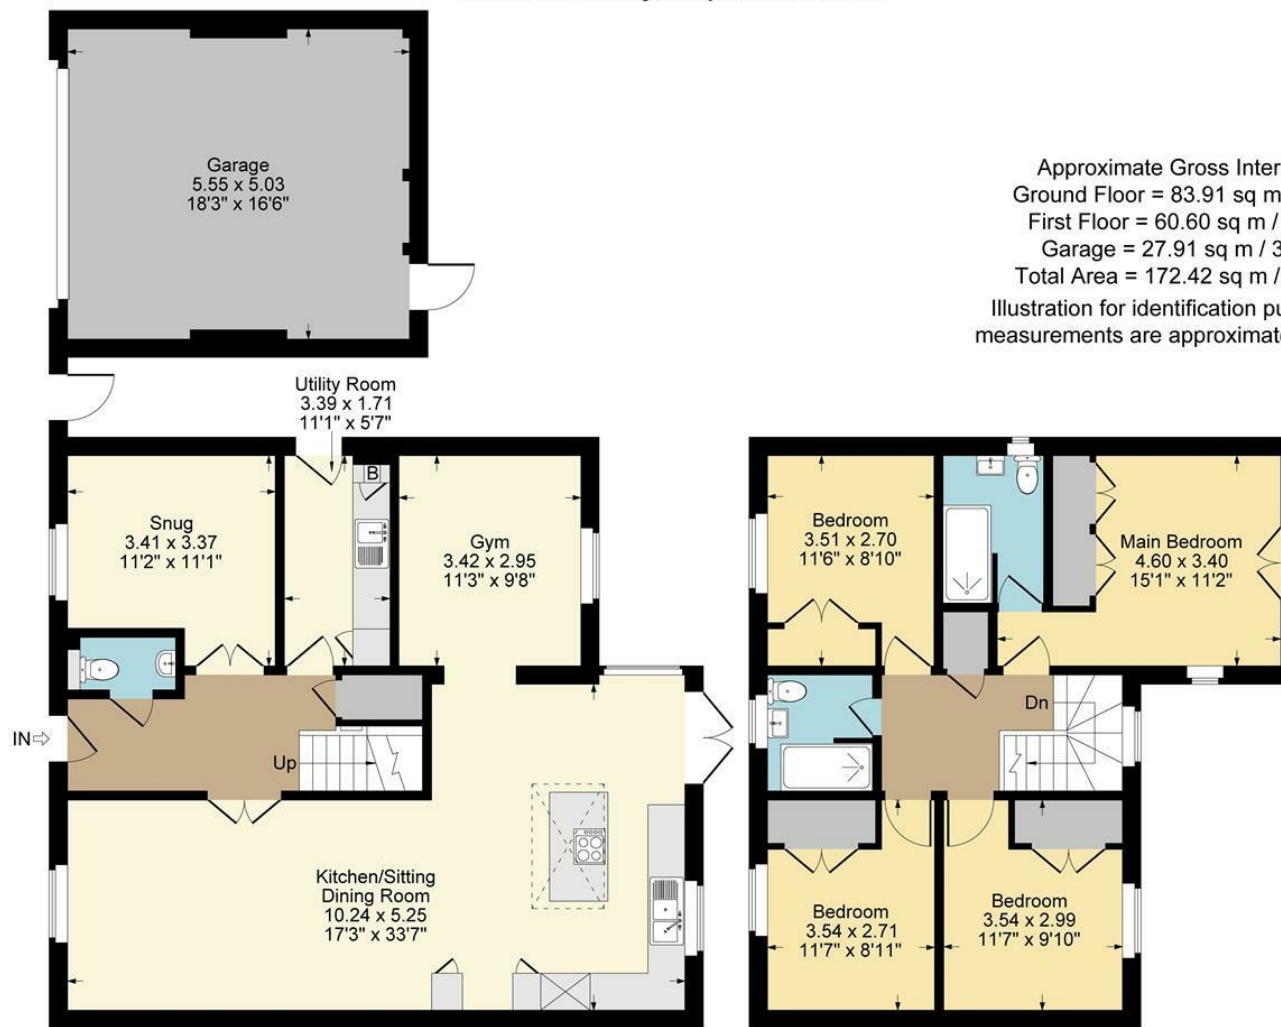 Garage
5.55 x 5.03
18'3" x 16'6"
Approximate Gross Inter
Ground Floor = 83.91 sq m
First Floor = 60.60 sq m /
Garage = 27.91 sq m / 3
Total Area = 172.42 sq m /
Illustration for identification pu
measurements are approximate
Utility Room
3.39 x 1.71
11'1" x 5'7"
B
Snug
3.41 x 3.37
11'2" x 11'1"
Gym
3.42 x 2.95
11'3" x 9'8"
Bedroom
3.51 x 2.70
11'6" x 8'10"
Main Bedroom
4.60 x 3.40
15'1" x 11'2"
IN
Up
Dn
Kitchen/Sitting
Dining Room
10.24 x 5.25
17'3" x 33'7"
Bedroom
3.54 x 2.71
11'7" x 8'11"
Bedroom
3.54 x 2.99
11'7" x 9'10"